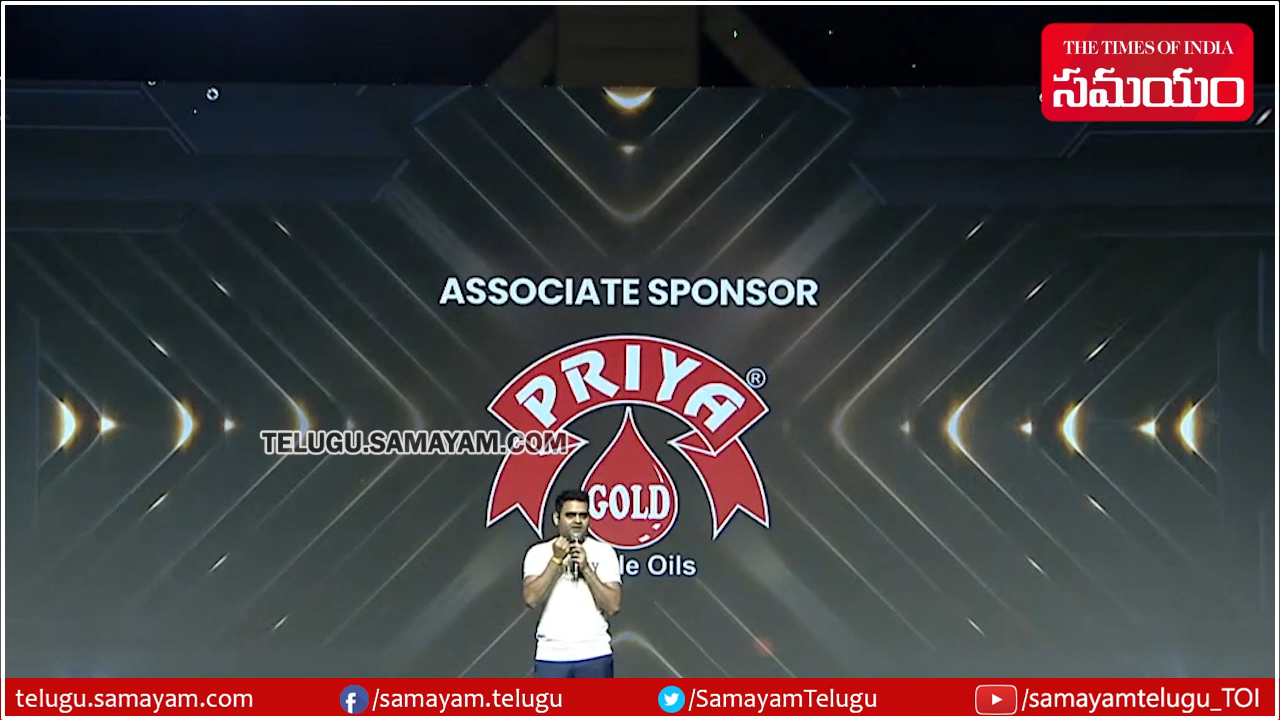 THE TIMES OF INDIA
సమయం
ASSOCIATE SPONSOR
PRIYA ®
TELUGU.SAMAYAM.COM
GOLD
le Oils
telugu.samayam.com
/samayam.telugu
/SamayamTelugu
/samayamtelugu_TOI